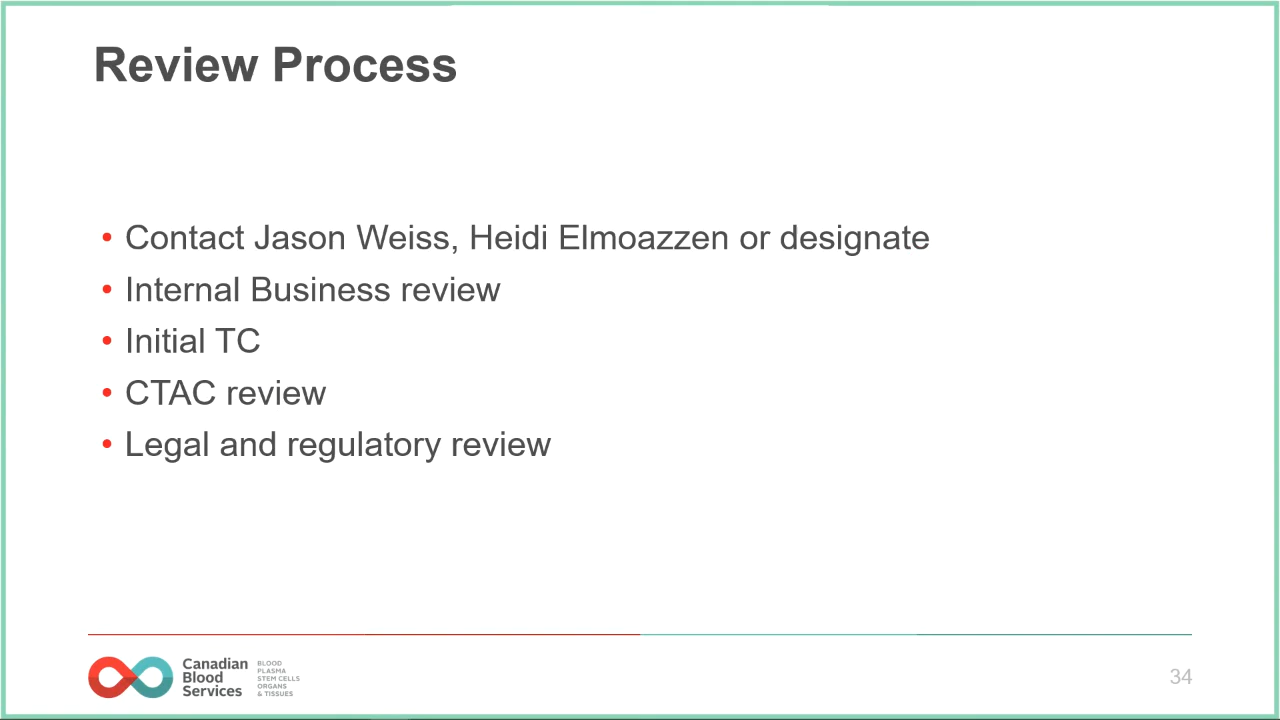 Review Process
• Contact Jason Weiss, Heidi Elmoazzen or designate
• Internal Business review
• Initial TC
• CTAC review
• Legal and regulatory review
Canadian
Blood
Services
BLOOD
PLASMA
STEM CELLS
ORGANS
& TISSUES
34